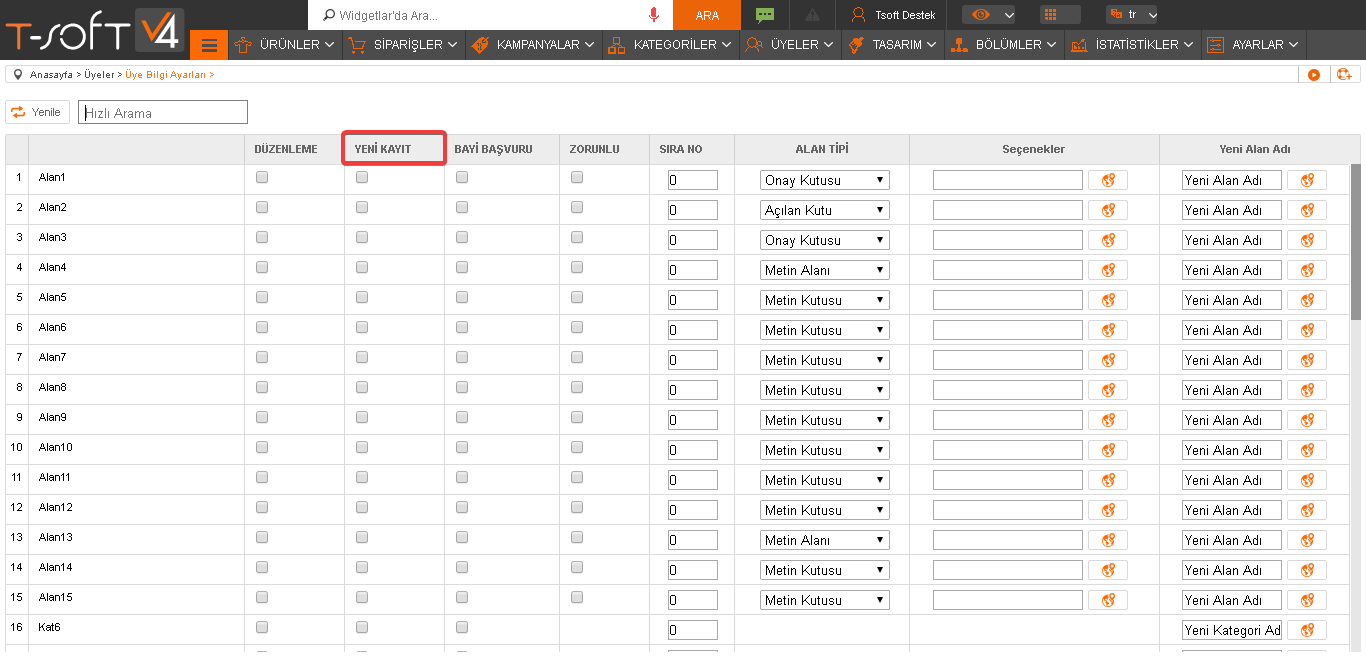 T-SOFT V4
Widgetlar'da Ara...
ARA
Tsoft Destek
tr
ÜRÜNLER
SİPARİŞLER
KAMPANYALAR
KATEGORİLER
ÜYELER
TASARIM
BÖLÜMLER
İSTATİSTİKLER
AYARLAR
Anasayfa > Üyeler > Üye Bilgi Ayarları >
Yenile
Hızlı Arama
DÜZENLEME YENİ KAYIT BAYİ BAŞVURU ZORUNLU SIRA NO ALAN TİPİ Seçenekler Yeni Alan Adı
1 Alan1 0 Onay Kutusu Yeni Alan Adı
2 Alan2 0 Açılan Kutu Yeni Alan Adı
3 Alan3 0 Onay Kutusu Yeni Alan Adı
4 Alan4 0 Metin Alanı Yeni Alan Adı
5 Alan5 0 Metin Kutusu Yeni Alan Adı
6 Alan6 0 Metin Kutusu Yeni Alan Adı
7 Alan7 0 Metin Kutusu Yeni Alan Adı
8 Alan8 0 Metin Kutusu Yeni Alan Adı
9 Alan9 0 Metin Kutusu Yeni Alan Adı
10 Alan10 0 Metin Kutusu Yeni Alan Adı
11 Alan11 0 Metin Kutusu Yeni Alan Adı
12 Alan12 0 Metin Kutusu Yeni Alan Adı
13 Alan13 0 Metin Alanı Yeni Alan Adı
14 Alan14 0 Metin Kutusu Yeni Alan Adı
15 Alan15 0 Metin Kutusu Yeni Alan Adı
16 Kat6 0 Yeni Kategori Ad